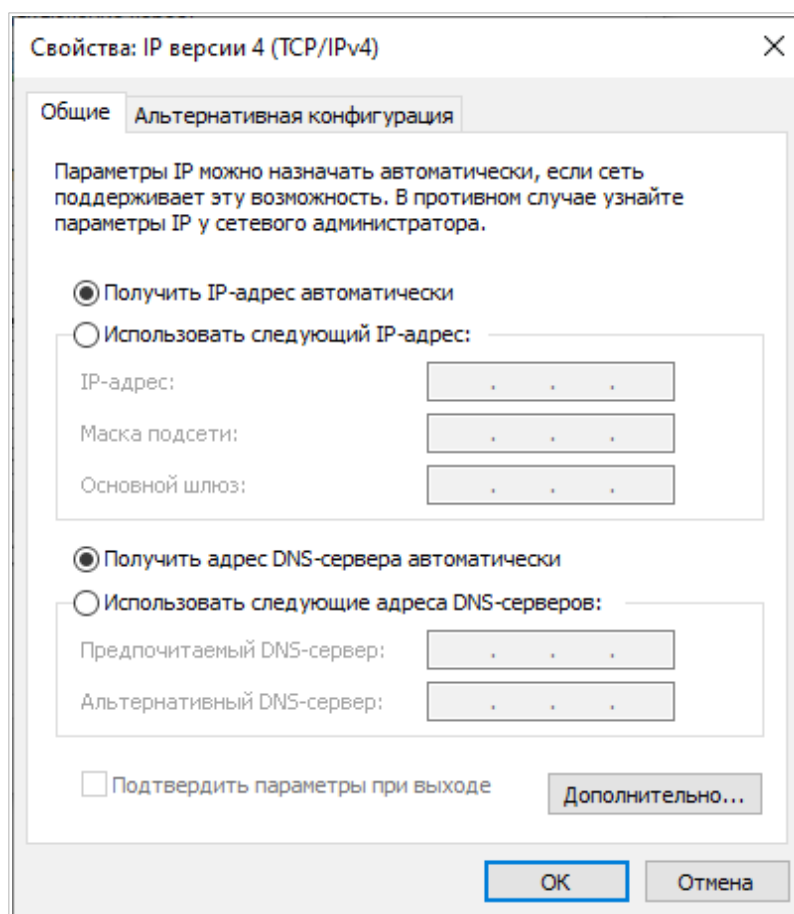 Свойства: IP версии 4 (TCP/IPv4)
Общие
Альтернативная конфигурация
Параметры IP можно назначать автоматически, если сеть
поддерживает эту возможность. В противном случае узнайте
параметры IP у сетевого администратора.
Получить IP-адрес автоматически
Использовать следующий IP-адрес:
IP-адрес:
Маска подсети:
Основной шлюз:
Получить адрес DNS-сервера автоматически
Использовать следующие адреса DNS-серверов:
Предпочитаемый DNS-сервер:
Альтернативный DNS-сервер:
Подтвердить параметры при выходе
Дополнительно...
ОК
Отмена